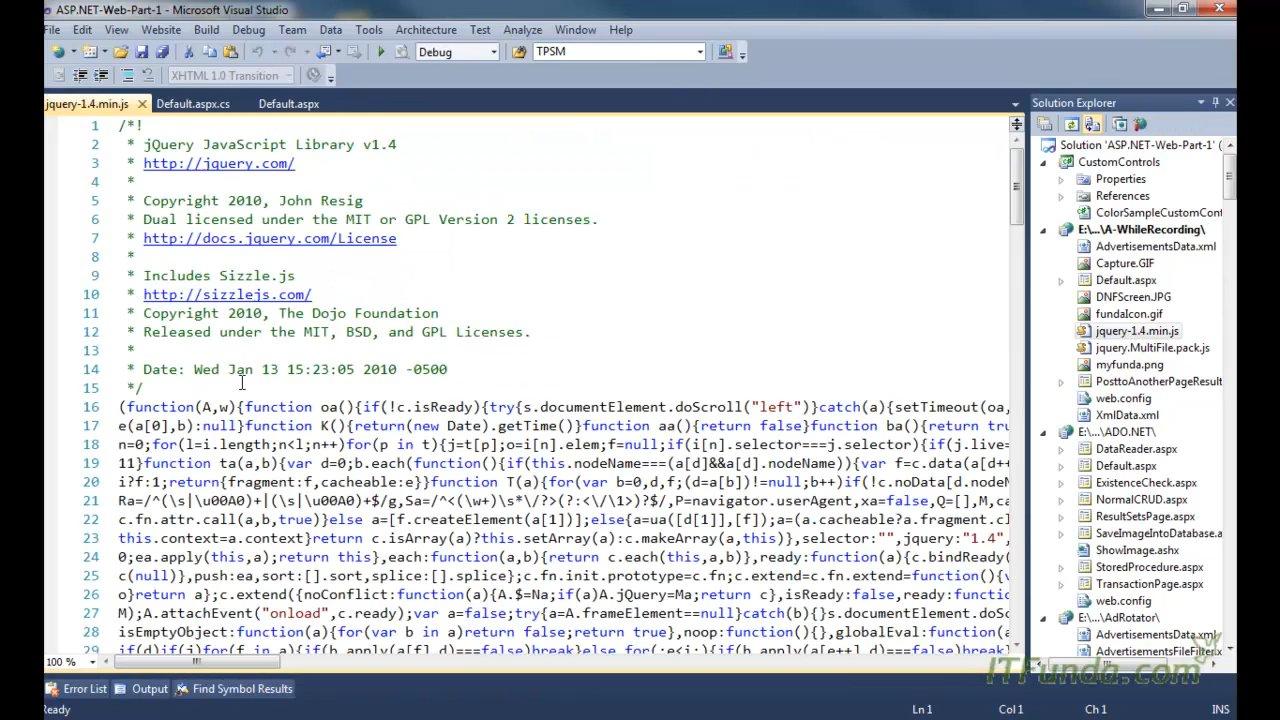 ASP.NET-Web-Part-1 - Microsoft Visual Studio
File Edit View Website Build Debug Team Data Tools Architecture Test Analyze Window Help
Debug TPSM
XHTML 1.0 Transition
jquery-1.4.min.js Default.aspx.cs Default.aspx
1 /*!
2 * jQuery JavaScript Library v1.4
3 * http://jquery.com/
4 *
5 * Copyright 2010, John Resig
6 * Dual licensed under the MIT or GPL Version 2 licenses.
7 * http://docs.jquery.com/License
8 *
9 * Includes Sizzle.js
10 * http://sizzlejs.com/
11 * Copyright 2010, The Dojo Foundation
12 * Released under the MIT, BSD, and GPL Licenses.
13 *
14 * Date: Wed Jan 13 15:23:05 2010 -0500
15 */
16 (function(A,w){function oa(){if(!c.isReady){try{s.documentElement.doScroll("left")}catch(a){setTimeout(oa,
17 e(a[0],b):null}function K(){return(new Date).getTime()}function aa(){return false}function ba(){return tru
18 n=0;for(l=i.length;n<l;n++)for(p in t){j=t[p];o=i[n].elem;f=null;if(i[n].selector===j.selector){if(j.live=
19 11}function ta(a,b){var d=0;b.each(function(){if(this.nodeName===(a[d]&&a[d].nodeName)){var f=c.data(a[d++
20 i?f:1;return{fragment:f,cacheable:e}}function T(a){for(var b=0,d,f;(d=a[b])!=null;b++)if(!c.noData[d.nodeN
21 Ra=/^(\s|\u00A0)+|(\s|\u00A0)+$/g,Sa=/^<(\w+)\s*\/?>(?:<\/\1>)?$/,P=navigator.userAgent,xa=false,Q=[],M,ca
22 c.fn.attr.call(a,b,true)}else a=[f.createElement(a[1])];else{a=ua([d[1]],[f]);a=(a.cacheable?a.fragment.cl
23 this.context=a.context}return c.isArray(a)?this.setArray(a):c.makeArray(a,this)},selector:"",jquery:"1.4",
24 0;ea.apply(this,a);return this},each:function(a,b){return c.each(this,a,b)},ready:function(a){c.bindReady(
25 c(null)},push:ea,sort:[].sort,splice:[].splice};c.fn.init.prototype=c.fn;c.extend=c.fn.extend=function(){v
26 o}return a};c.extend({noConflict:function(a){A.$=Na;if(a)A.jQuery=Ma;return c},isReady:false,ready:functio
27 M);A.attachEvent("onload",c.ready);var a=false;try{a=A.frameElement==null}catch(b){}s.documentElement.doSc
28 isEmptyObject:function(a){for(var b in a)return false;return true},noop:function(){},globalEval:function(a
29 if(d)if(i)for(f in a){if(b.apply(a[f],d)===false)break}else for(;e<i;){if(b.apply(a[e++],d)===false)break}
100 %
Solution Explorer
Solution 'ASP.NET-Web-Part-1' (
CustomControls
Properties
References
ColorSampleCustomCont
E:\...\A-WhileRecording\
AdvertisementsData.xml
Capture.GIF
Default.aspx
DNFScreen.JPG
fundaIcon.gif
jquery-1.4.min.js
jquery.MultiFile.pack.js
myfunda.png
PosttoAnotherPageResult
web.config
XmlData.xml
E:\...\ADO.NET\
DataReader.aspx
Default.aspx
ExistenceCheck.aspx
NormalCRUD.aspx
ResultSetsPage.aspx
SaveImageIntoDatabase.a
ShowImage.ashx
StoredProcedure.aspx
TransactionPage.aspx
web.config
E:\...\AdRotator\
AdvertisementsData.xml
AdvertisementsFileFilter
ITFunda.com
Error List Output Find Symbol Results
Ready Ln 1 Col 1 Ch 1 INS